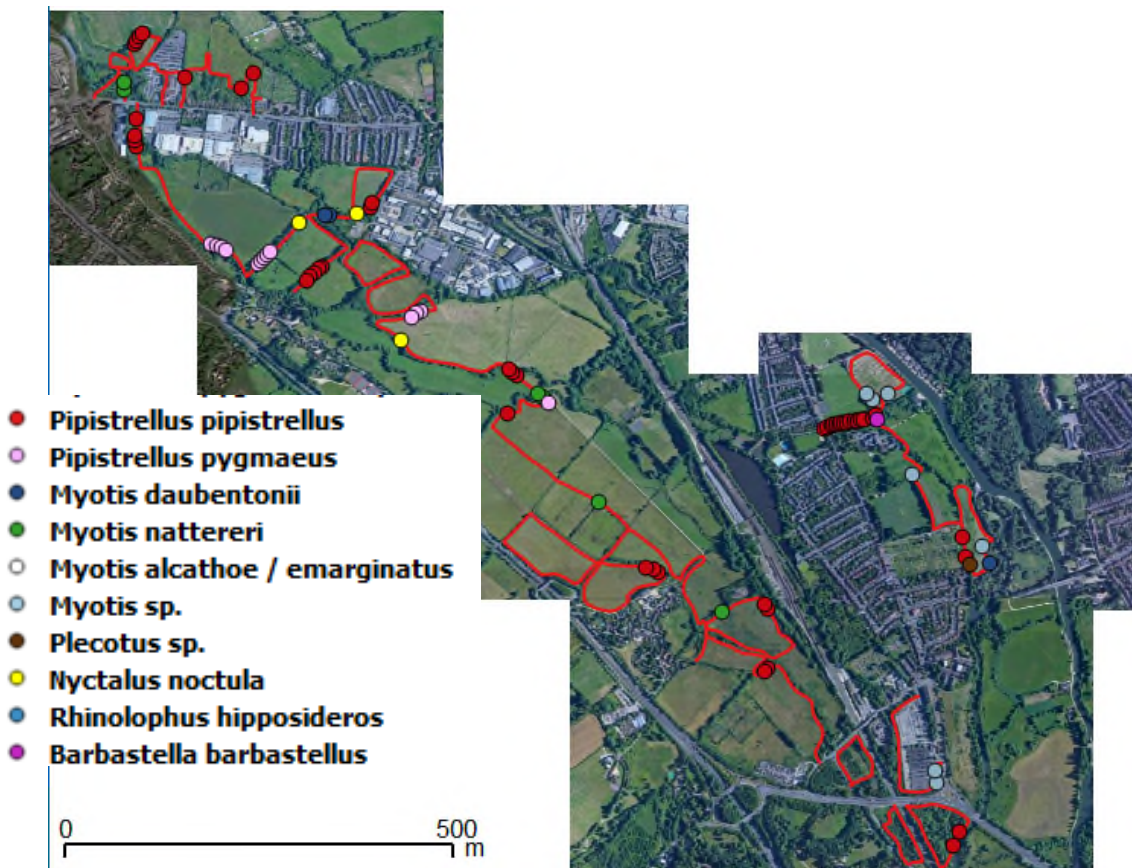 Pipistrellus pipistrellus
Pipistrellus pygmaeus
Myotis daubentonii
Myotis nattereri
Myotis alcathoe / emarginatus
Myotis sp.
Plecotus sp.
Nyctalus noctula
Rhinolophus hipposideros
Barbastella barbastellus
0 500
m